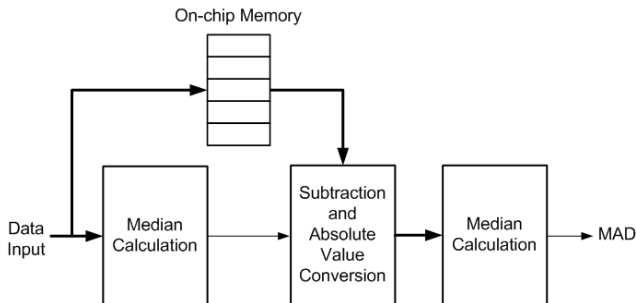 On-chip Memory
Data
Input
Median
Calculation
Subtraction
and
Absolute
Value
Conversion
Median
Calculation
MAD